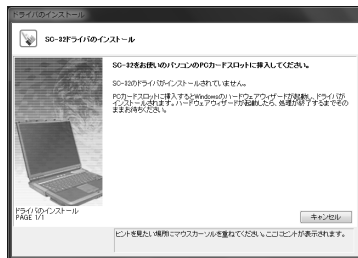 ドライバのインストール
SC-32ドライバのインストール
SC-32をお使いのパソコンのPCカードスロットに挿入してください。
SC-32のドライバがインストールされていません。
PCカードスロットに挿入するとWindowsのハードウェアウィザードが起動し、ドライバが
インストールされます。ハードウェアウィザードが起動したら、処理が終了するまでその
ままお待ちください。
ドライバのインストール
PAGE 1/1
キャンセル
ヒントを見たい場所にマウスカーソルを重ねてください。ここにヒントが表示されます。